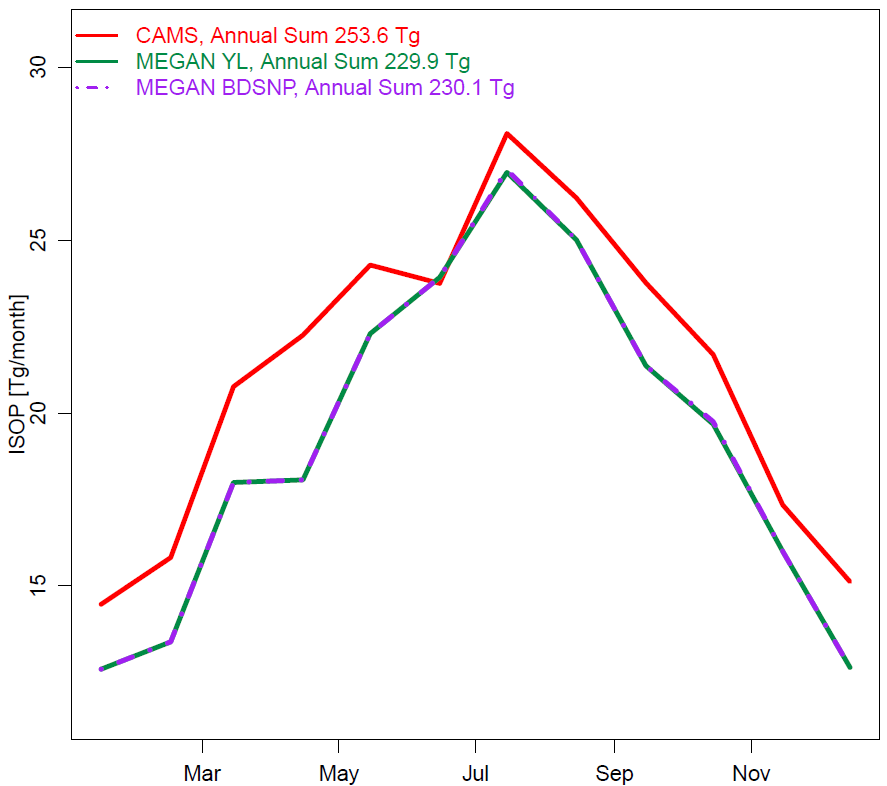 CAMS, Annual Sum 253.6 Tg
MEGAN YL, Annual Sum 229.9 Tg
MEGAN BDSNP, Annual Sum 230.1 Tg
30
25
20
15
ISOP [Tg/month]
Mar May Jul Sep Nov